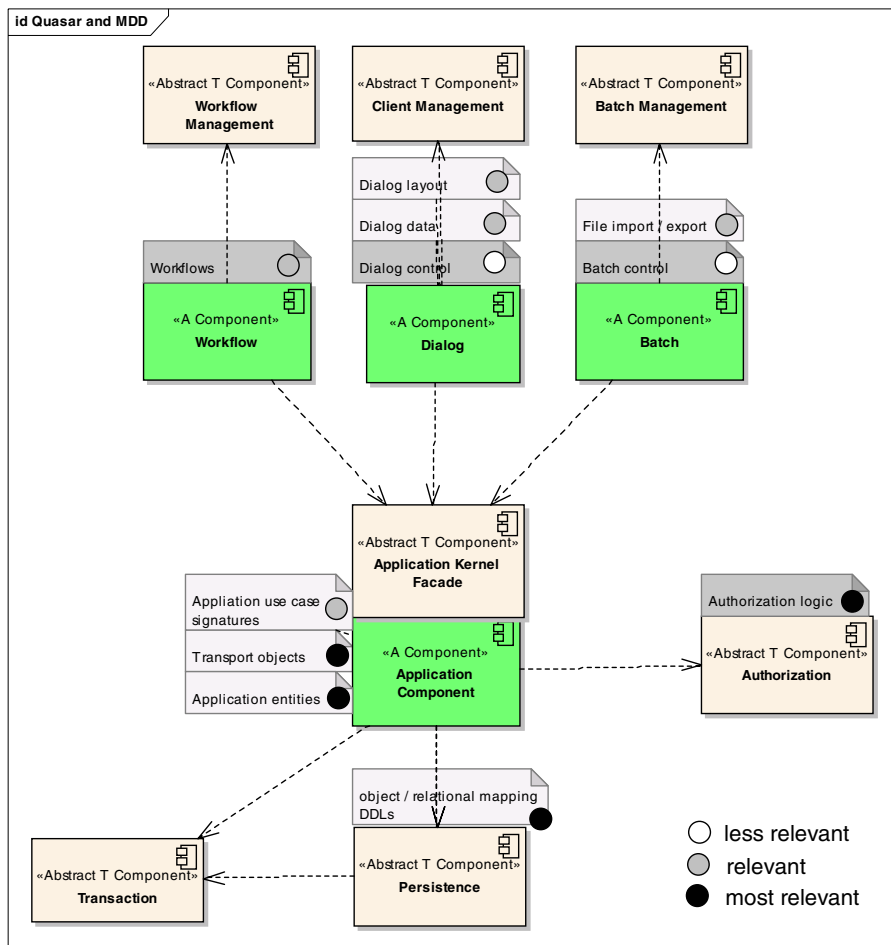 id Quasar and MDD
«Abstract T Component»
Workflow
Management
«Abstract T Component»
Client Management
«Abstract T Component»
Batch Management
Dialog layout
Dialog data
Dialog control
File import / export
Batch control
Workflows
«A Component»
Workflow
«A Component»
Dialog
«A Component»
Batch
«Abstract T Component»
Application Kernel
Facade
Appliation use case
signatures
Transport objects
Application entities
«A Component»
Application
Component
Authorization logic
«Abstract T Component»
Authorization
object / relational mapping
DDLs
«Abstract T Component»
Transaction
«Abstract T Component»
Persistence
less relevant
relevant
most relevant